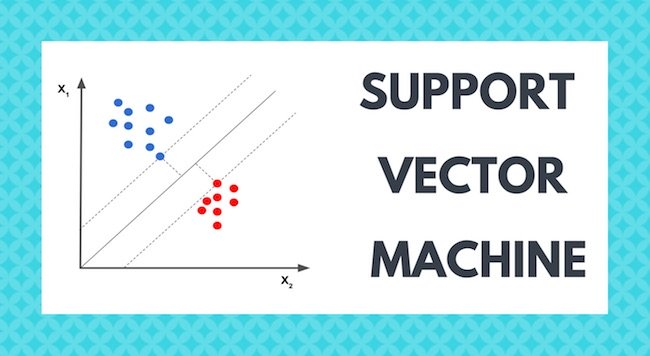 X₁
X₂
SUPPORT
VECTOR
MACHINE